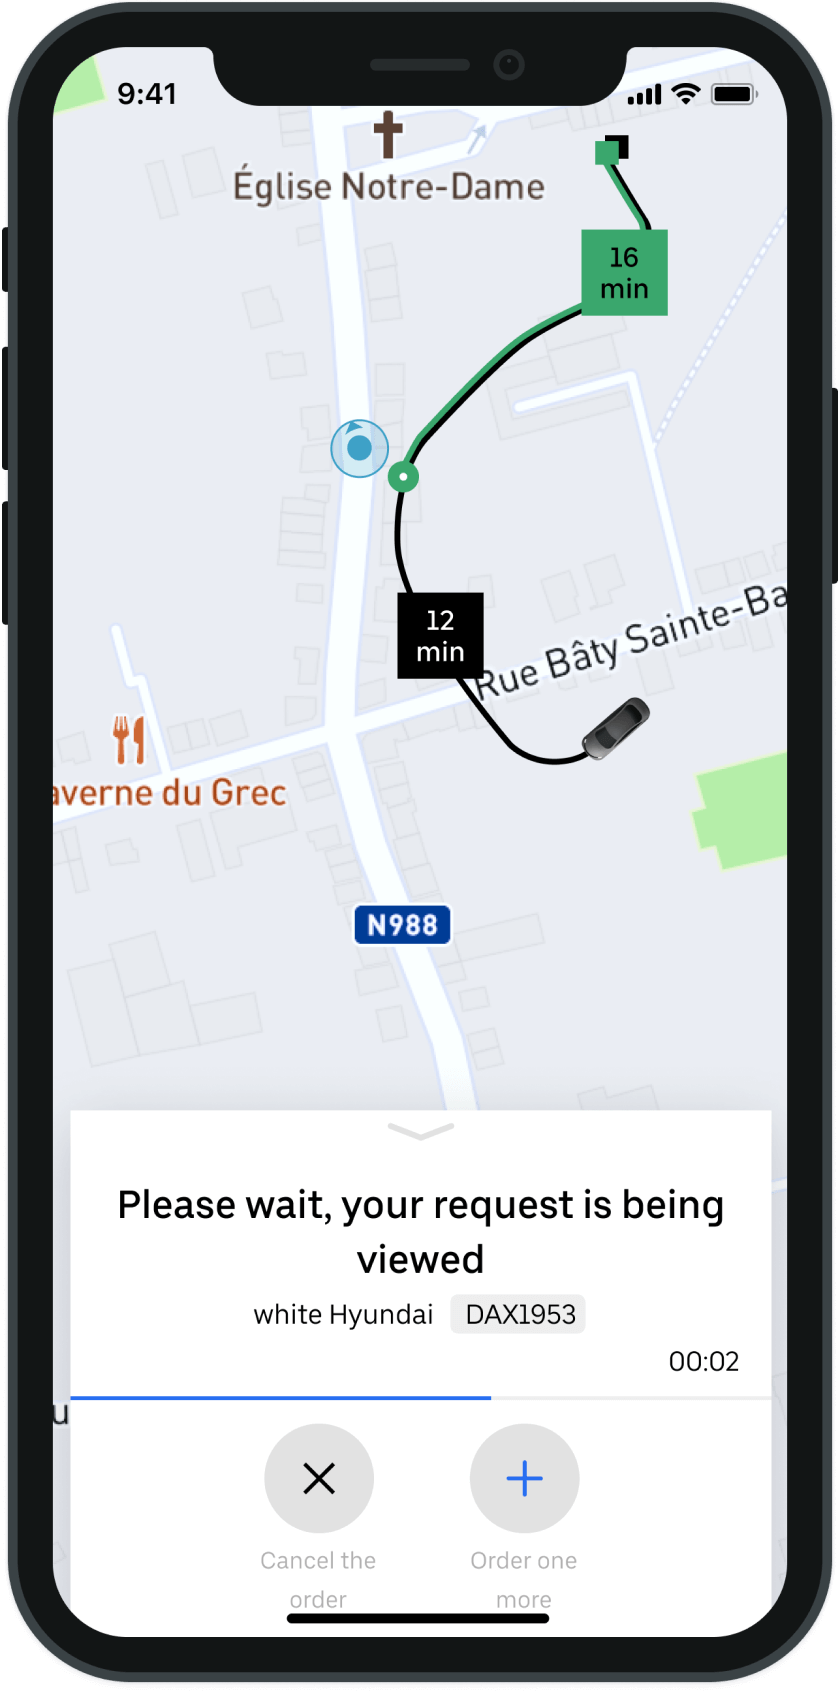 9:41
Église Notre-Dame
16
min
12
min
Rue Bâty Sainte-Ba
averne du Grec
N988
Please wait, your request is being
viewed
white Hyundai DAX1953
00:02
u
Cancel the
order
Order one
more